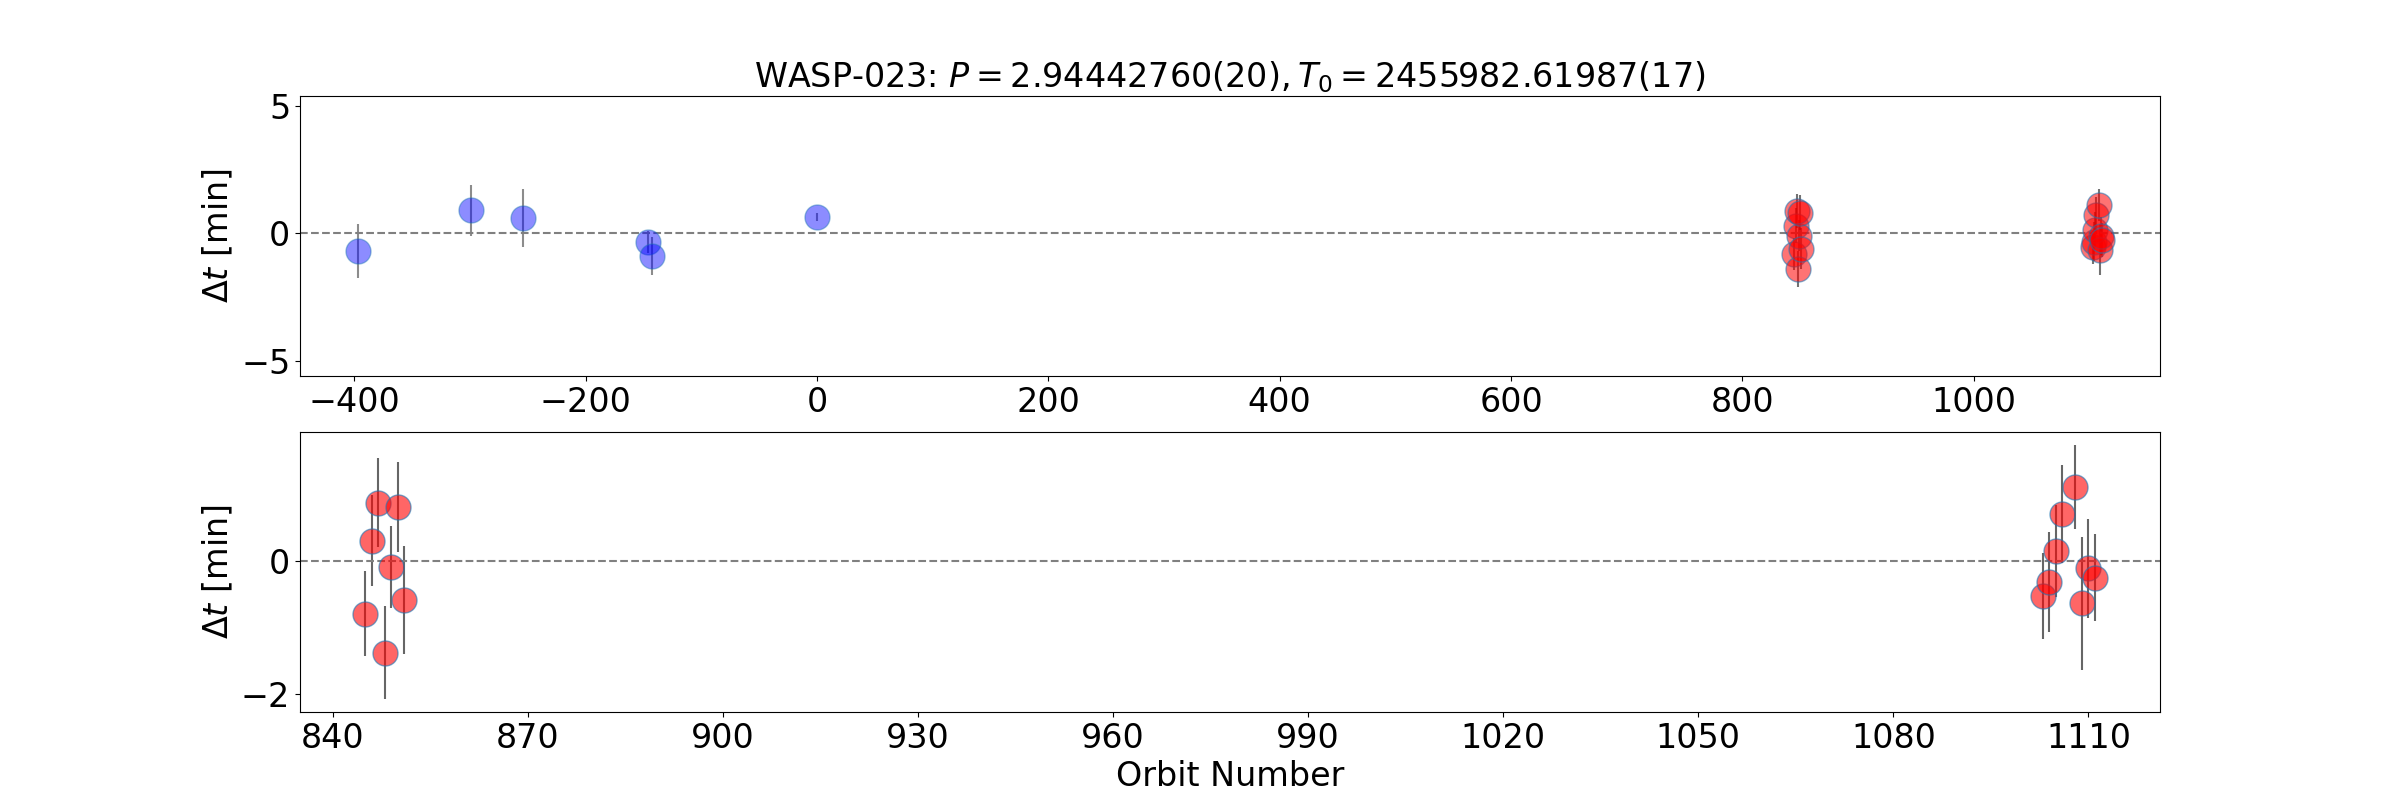 WASP-023: P = 2.94442760(20), T₀ = 2455982.61987(17)
5
0
−5
Δt [min]
−400 −200 0 200 400 600 800 1000
0
−2
Δt [min]
840 870 900 930 960 990 1020 1050 1080 1110
Orbit Number